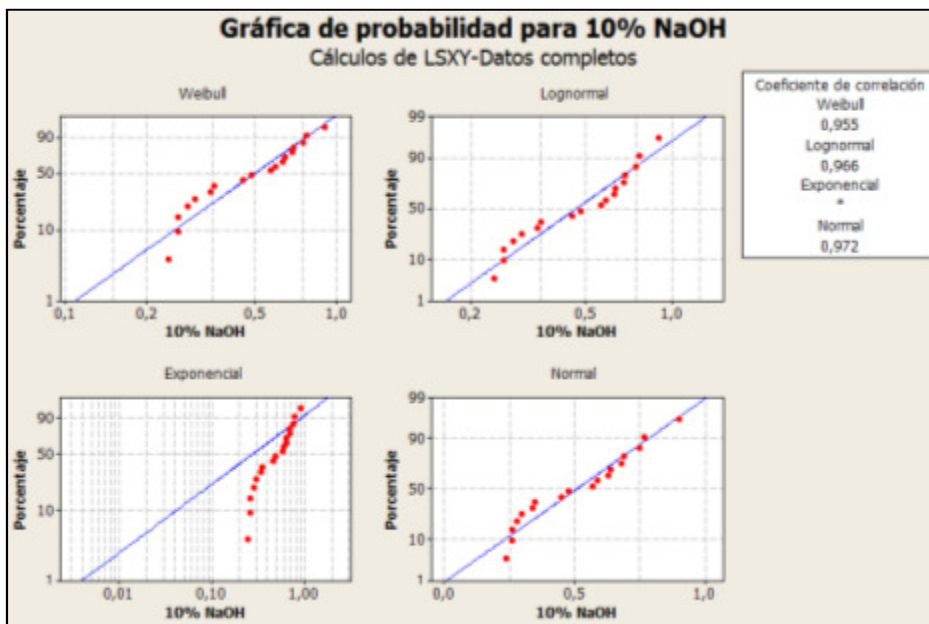 Gráfica de probabilidad para 10% NaOH
Cálculos de LSXY-Datos completos
Weibull
Porcentaje
90
50
10
1
0,1
0,2
0,5
1,0
10% NaOH
Lognormal
Porcentaje
99
90
50
10
1
0,2
0,5
1,0
10% NaOH
Coeficiente de correlación
Weibull
0,955
Lognormal
0,966
Exponencial
*
Normal
0,972
Exponencial
Porcentaje
90
50
10
1
0,01
0,10
1,00
10% NaOH
Normal
Porcentaje
99
90
50
10
1
0,0
0,5
1,0
10% NaOH